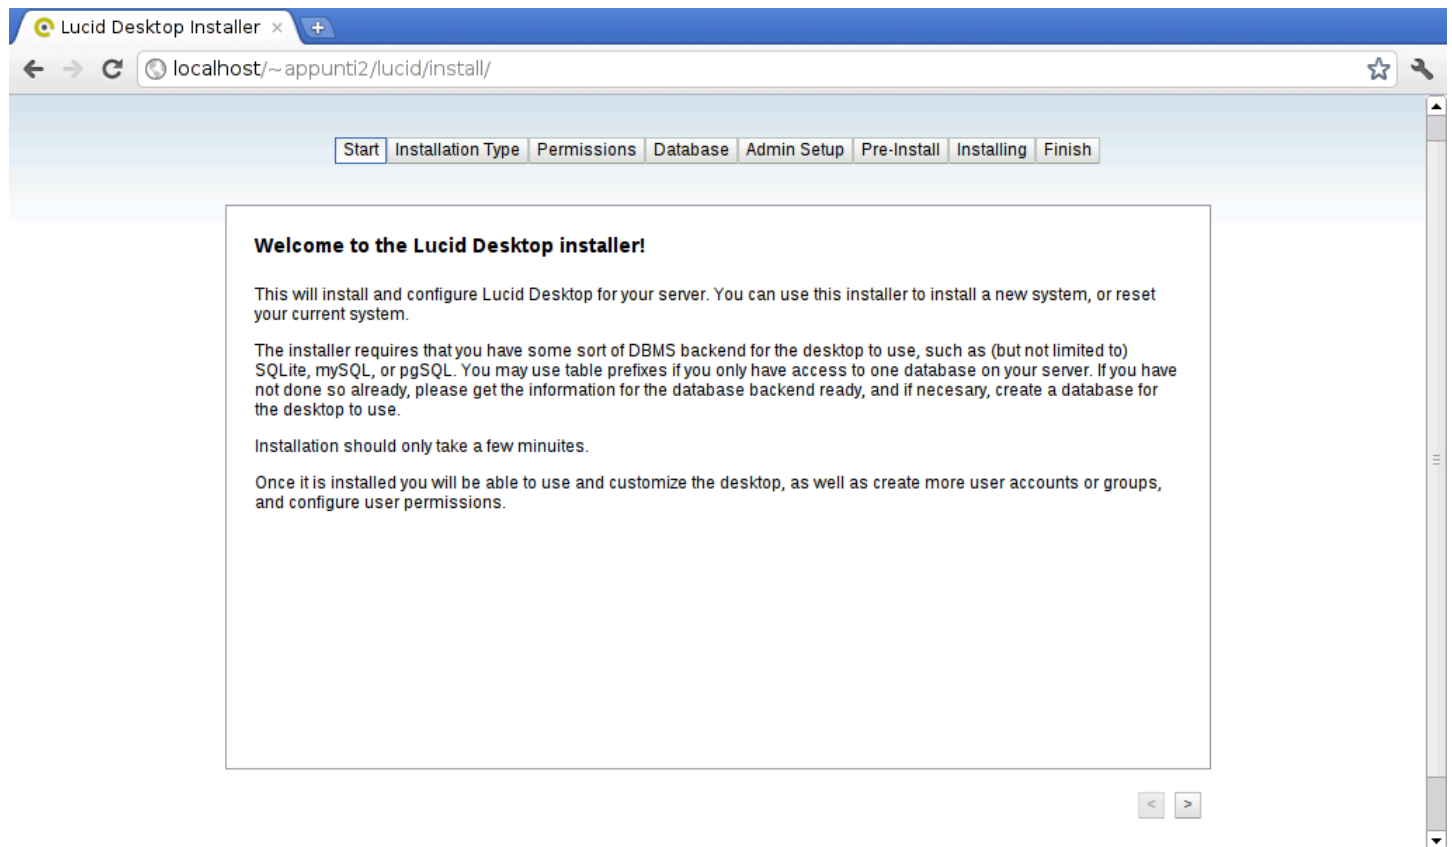 Lucid Desktop Installer
localhost/~appunti2/lucid/install/
Start Installation Type Permissions Database Admin Setup Pre-Install Installing Finish
Welcome to the Lucid Desktop installer!
This will install and configure Lucid Desktop for your server. You can use this installer to install a new system, or reset
your current system.
The installer requires that you have some sort of DBMS backend for the desktop to use, such as (but not limited to)
SQLite, mySQL, or pgSQL. You may use table prefixes if you only have access to one database on your server. If you have
not done so already, please get the information for the database backend ready, and if necesary, create a database for
the desktop to use.
Installation should only take a few minuites.
Once it is installed you will be able to use and customize the desktop, as well as create more user accounts or groups,
and configure user permissions.
< >